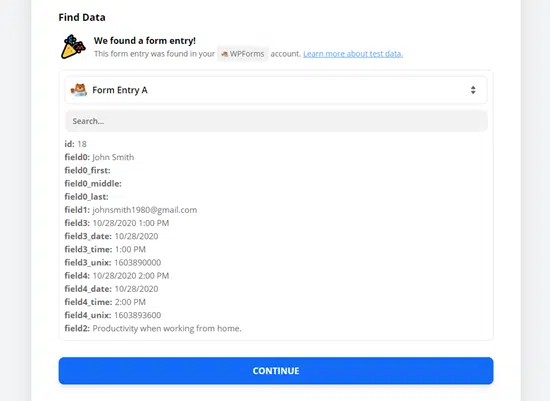 Find Data
We found a form entry!
This form entry was found in your WPForms account. Learn more about test data.
Form Entry A
Search...
id: 18
field0: John Smith
field0_first:
field0_middle:
field0_last:
field1: johnsmith1980@gmail.com
field3: 10/28/2020 1:00 PM
field3_date: 10/28/2020
field3_time: 1:00 PM
field3_unix: 1603890000
field4: 10/28/2020 2:00 PM
field4_date: 10/28/2020
field4_time: 2:00 PM
field4_unix: 1603893600
field2: Productivity when working from home.
CONTINUE